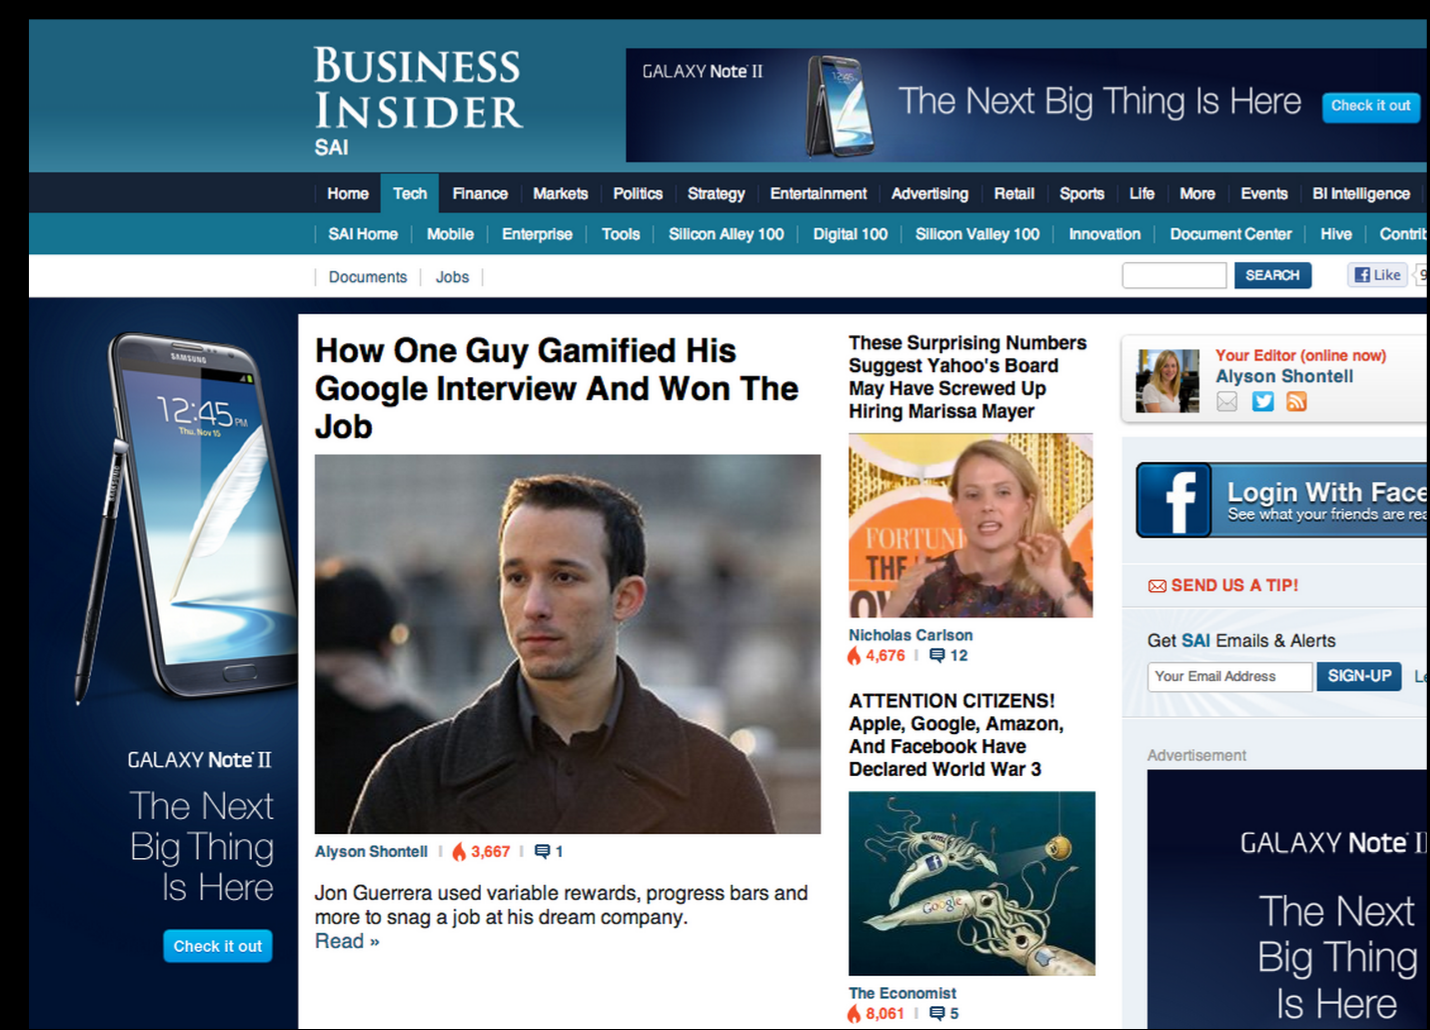 BUSINESS
INSIDER
SAI
GALAXY Note II
The Next Big Thing Is Here
Check it out
Home Tech Finance Markets Politics Strategy Entertainment Advertising Retail Sports Life More Events BI Intelligence
SAI Home Mobile Enterprise Tools Silicon Alley 100 Digital 100 Silicon Valley 100 Innovation Document Center Hive Contrib
Documents Jobs
SEARCH
Like 9
SAMSUNG
12:45 PM
Thu, Nov 15
SAMSUNG
GALAXY Note II
The Next
Big Thing
Is Here
Check it out
How One Guy Gamified His
Google Interview And Won The
Job
Alyson Shontell 3,667 1
Jon Guerrera used variable rewards, progress bars and
more to snag a job at his dream company.
Read »
These Surprising Numbers
Suggest Yahoo's Board
May Have Screwed Up
Hiring Marissa Mayer
FORTUNE
THE
Nicholas Carlson
4,676 12
ATTENTION CITIZENS!
Apple, Google, Amazon,
And Facebook Have
Declared World War 3
Google
The Economist
8,061 5
Your Editor (online now)
Alyson Shontell
Login With Face
See what your friends are rea
SEND US A TIP!
Get SAI Emails & Alerts
Your Email Address
SIGN-UP Le
Advertisement
GALAXY Note II
The Next
Big Thing
Is Here